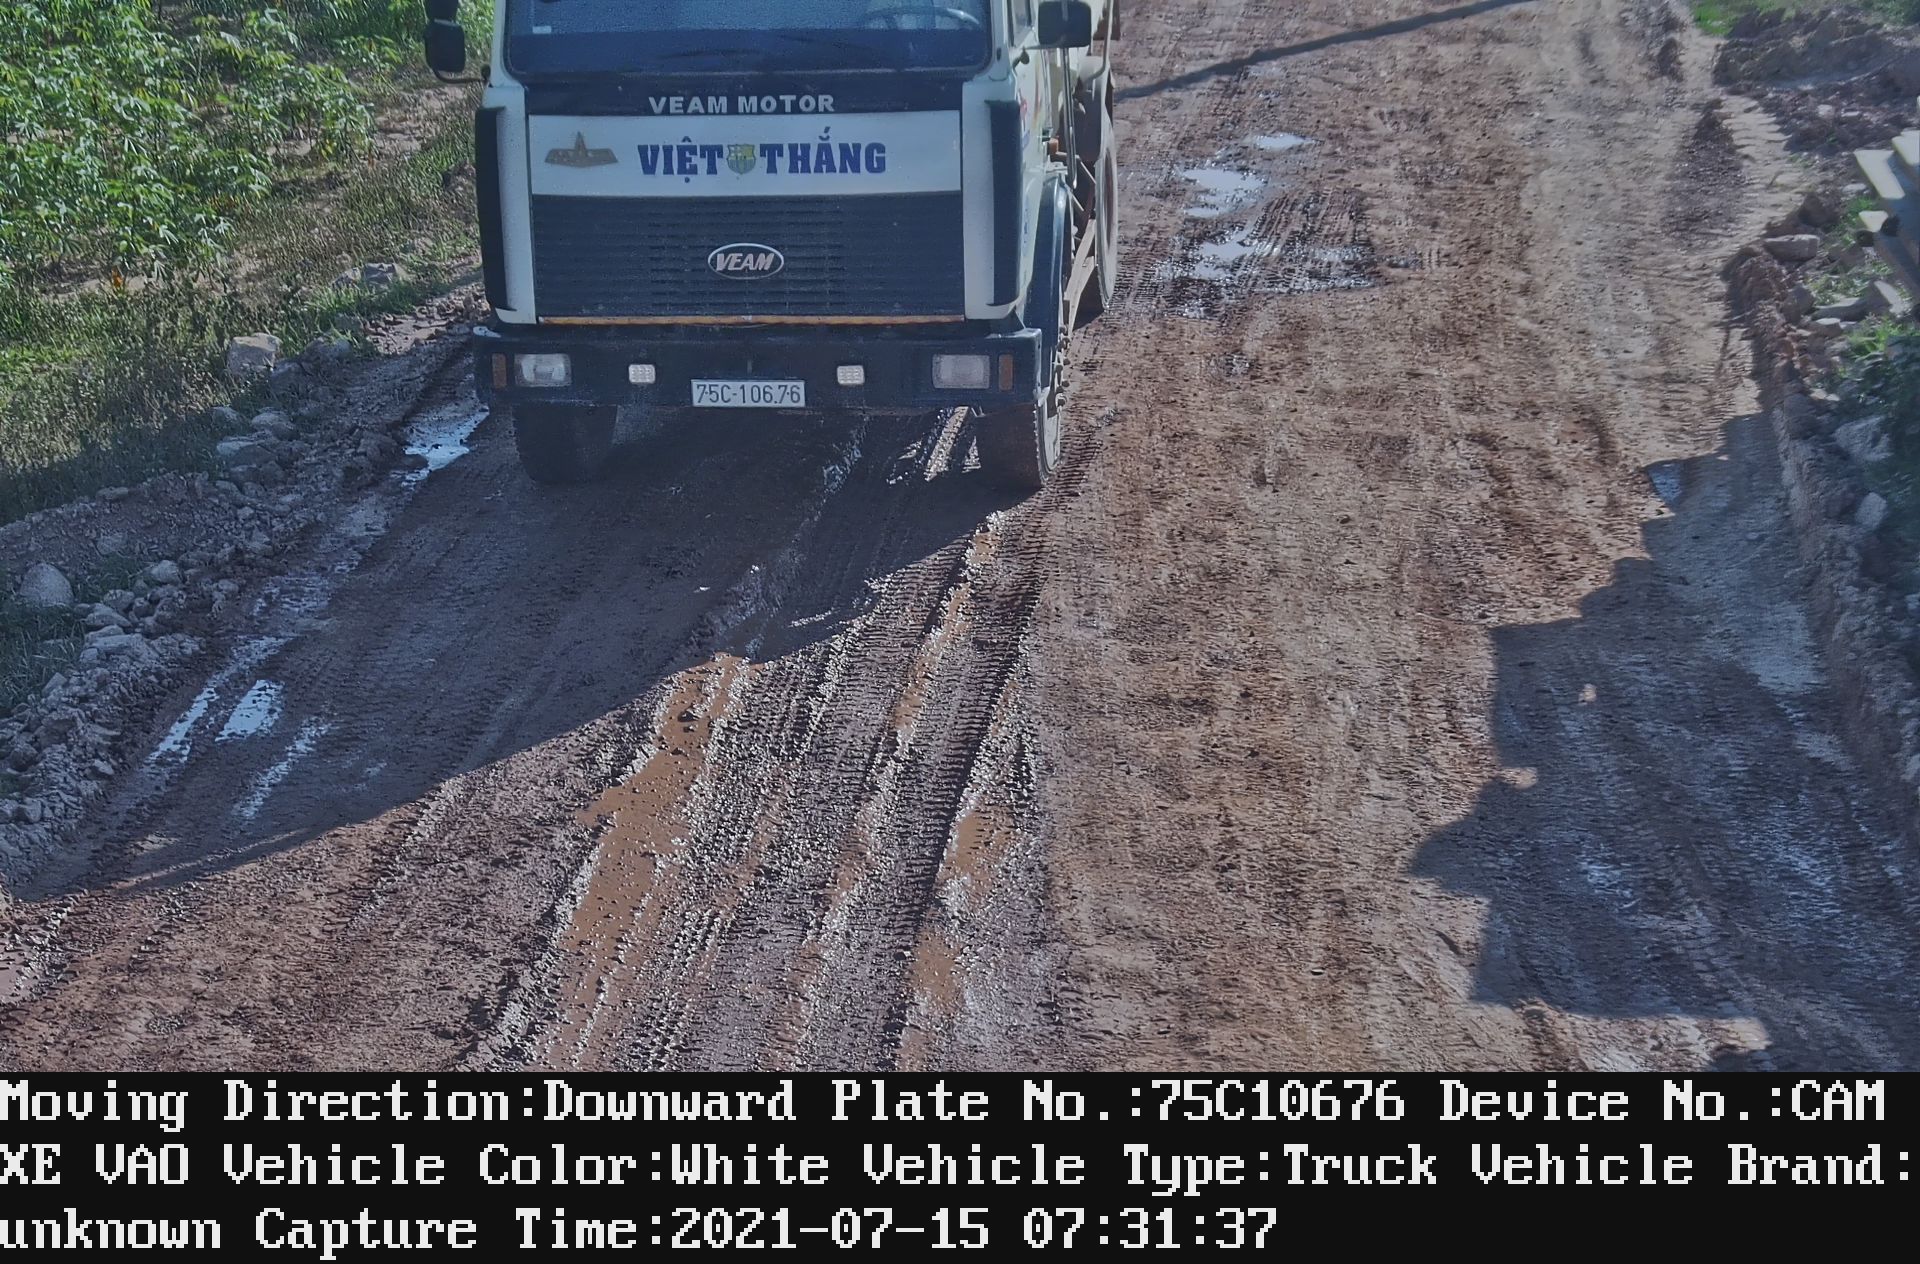 VEAM MOTOR
VIỆT THẮNG
VEAM
75C-106.76
Moving Direction:Downward Plate No.:75C10676 Device No.:CAM
XE VAO Vehicle Color:White Vehicle Type:Truck Vehicle Brand:
unknown Capture Time:2021-07-15 07:31:37